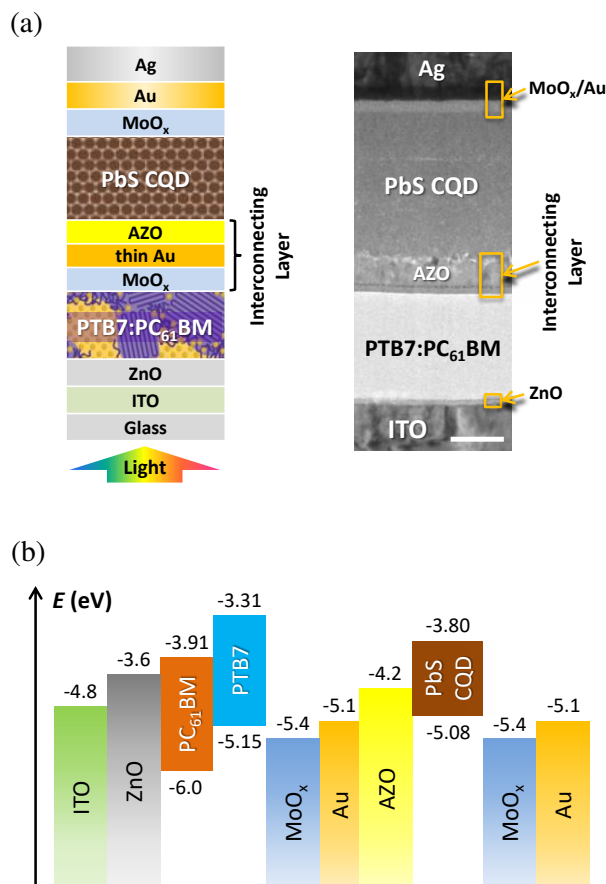 (a)
Ag
Au
MoOₓ
PbS CQD
AZO
thin Au
MoOₓ
Interconnecting
Layer
PTB7:PC₆₁BM
ZnO
ITO
Glass
Light
Ag
MoOₓ/Au
PbS CQD
AZO
Interconnecting
Layer
PTB7:PC₆₁BM
ZnO
ITO
(b)
E (eV)
-4.8
ITO
-3.6
ZnO
-3.91
PC₆₁BM
-6.0
-3.31
PTB7
-5.15
-5.4
MoOₓ
-5.1
Au
-4.2
AZO
-3.80
PbS
CQD
-5.08
-5.4
MoOₓ
-5.1
Au